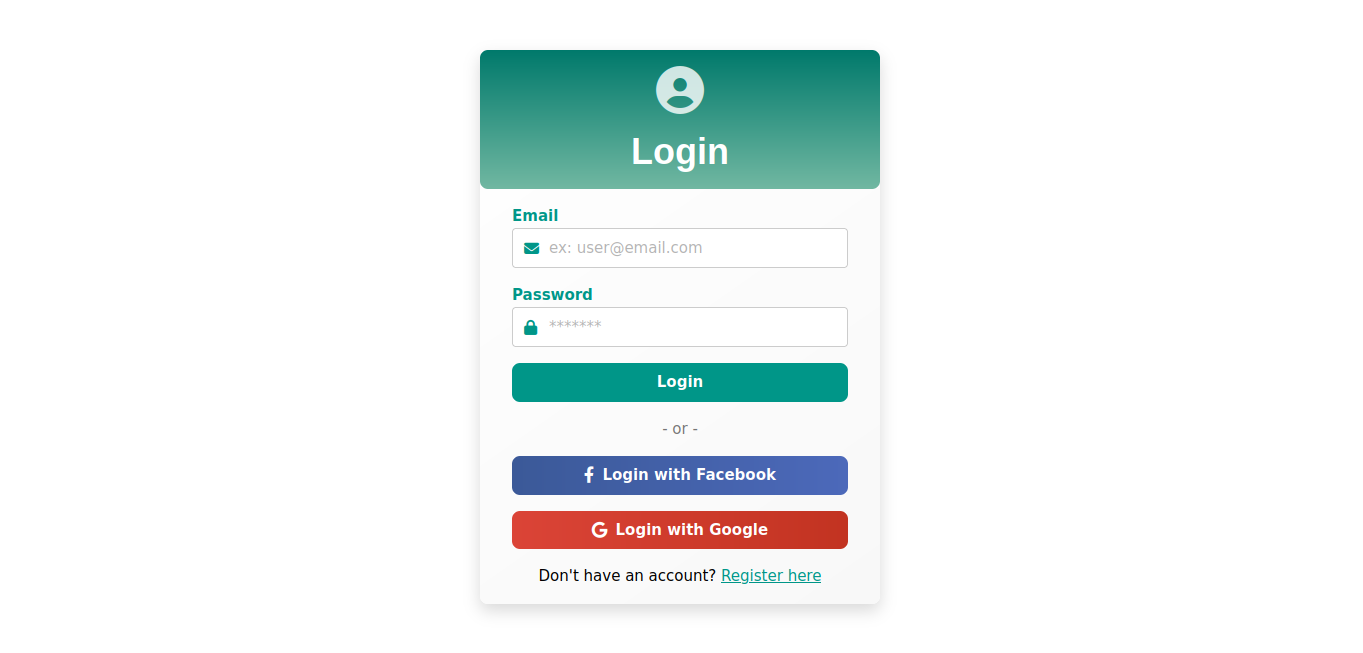 Login
Email
ex: user@email.com
Password
*******
Login
- or -
Login with Facebook
Login with Google
Don't have an account? Register here